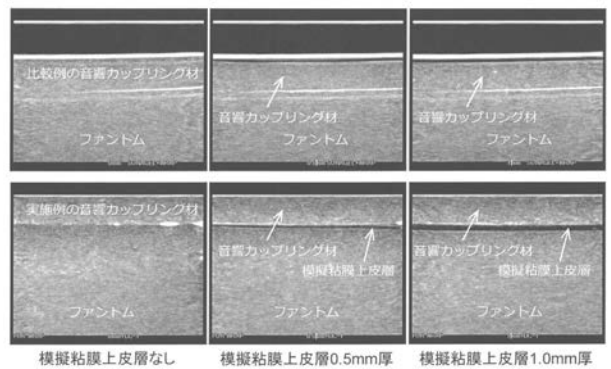 比較例の音響カップリング材
ファントム
音響カップリング材
ファントム
音響カップリング材
ファントム
実施例の音響カップリング材
ファントム
音響カップリング材
模擬粘膜上皮層
ファントム
音響カップリング材
模擬粘膜上皮層
ファントム
模擬粘膜上皮層なし
模擬粘膜上皮層0.5mm厚
模擬粘膜上皮層1.0mm厚